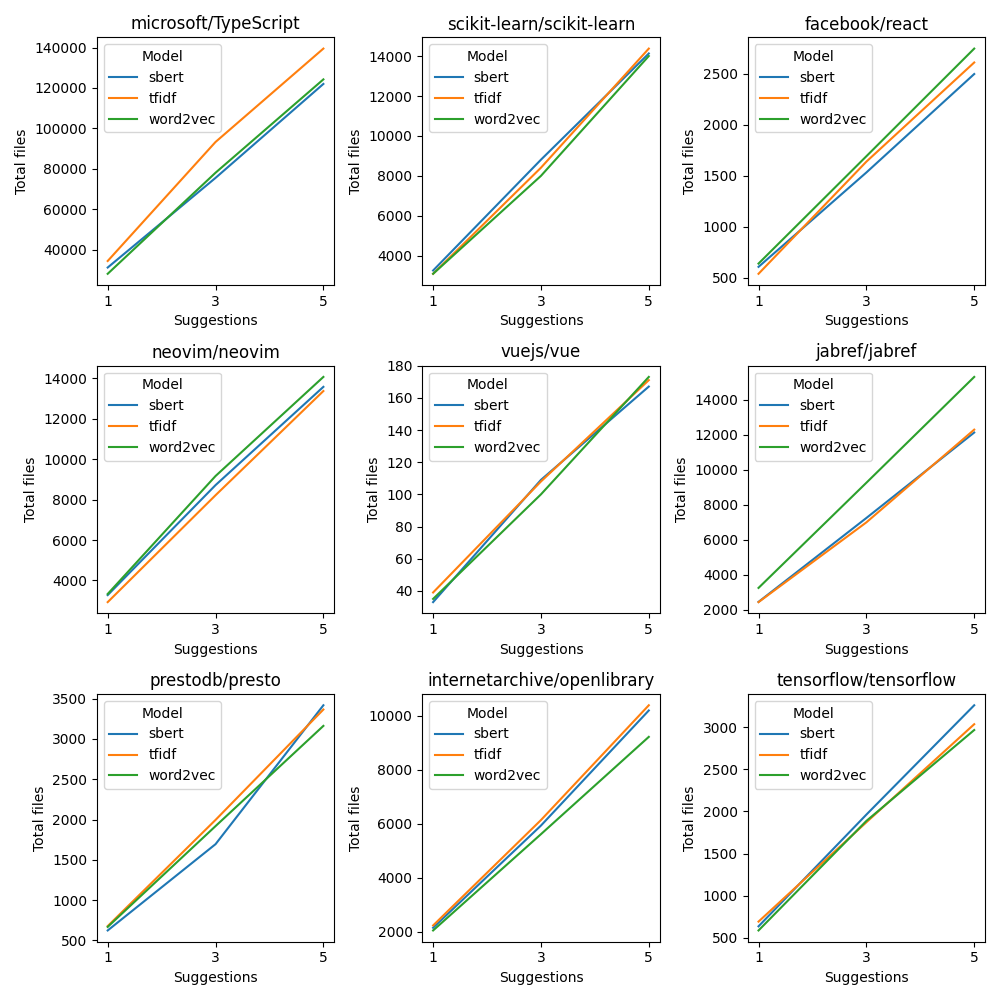 microsoft/TypeScript
140000
120000
100000
80000
60000
40000
Total files
Model
sbert
tfidf
word2vec
1 3 5
Suggestions
scikit-learn/scikit-learn
14000
12000
10000
8000
6000
4000
Total files
Model
sbert
tfidf
word2vec
1 3 5
Suggestions
facebook/react
2500
2000
1500
1000
500
Total files
Model
sbert
tfidf
word2vec
1 3 5
Suggestions
neovim/neovim
14000
12000
10000
8000
6000
4000
Total files
Model
sbert
tfidf
word2vec
1 3 5
Suggestions
vuejs/vue
180
160
140
120
100
80
60
40
Total files
Model
sbert
tfidf
word2vec
1 3 5
Suggestions
jabref/jabref
14000
12000
10000
8000
6000
4000
2000
Total files
Model
sbert
tfidf
word2vec
1 3 5
Suggestions
prestodb/presto
3500
3000
2500
2000
1500
1000
500
Total files
Model
sbert
tfidf
word2vec
1 3 5
Suggestions
internetarchive/openlibrary
10000
8000
6000
4000
2000
Total files
Model
sbert
tfidf
word2vec
1 3 5
Suggestions
tensorflow/tensorflow
3000
2500
2000
1500
1000
500
Total files
Model
sbert
tfidf
word2vec
1 3 5
Suggestions